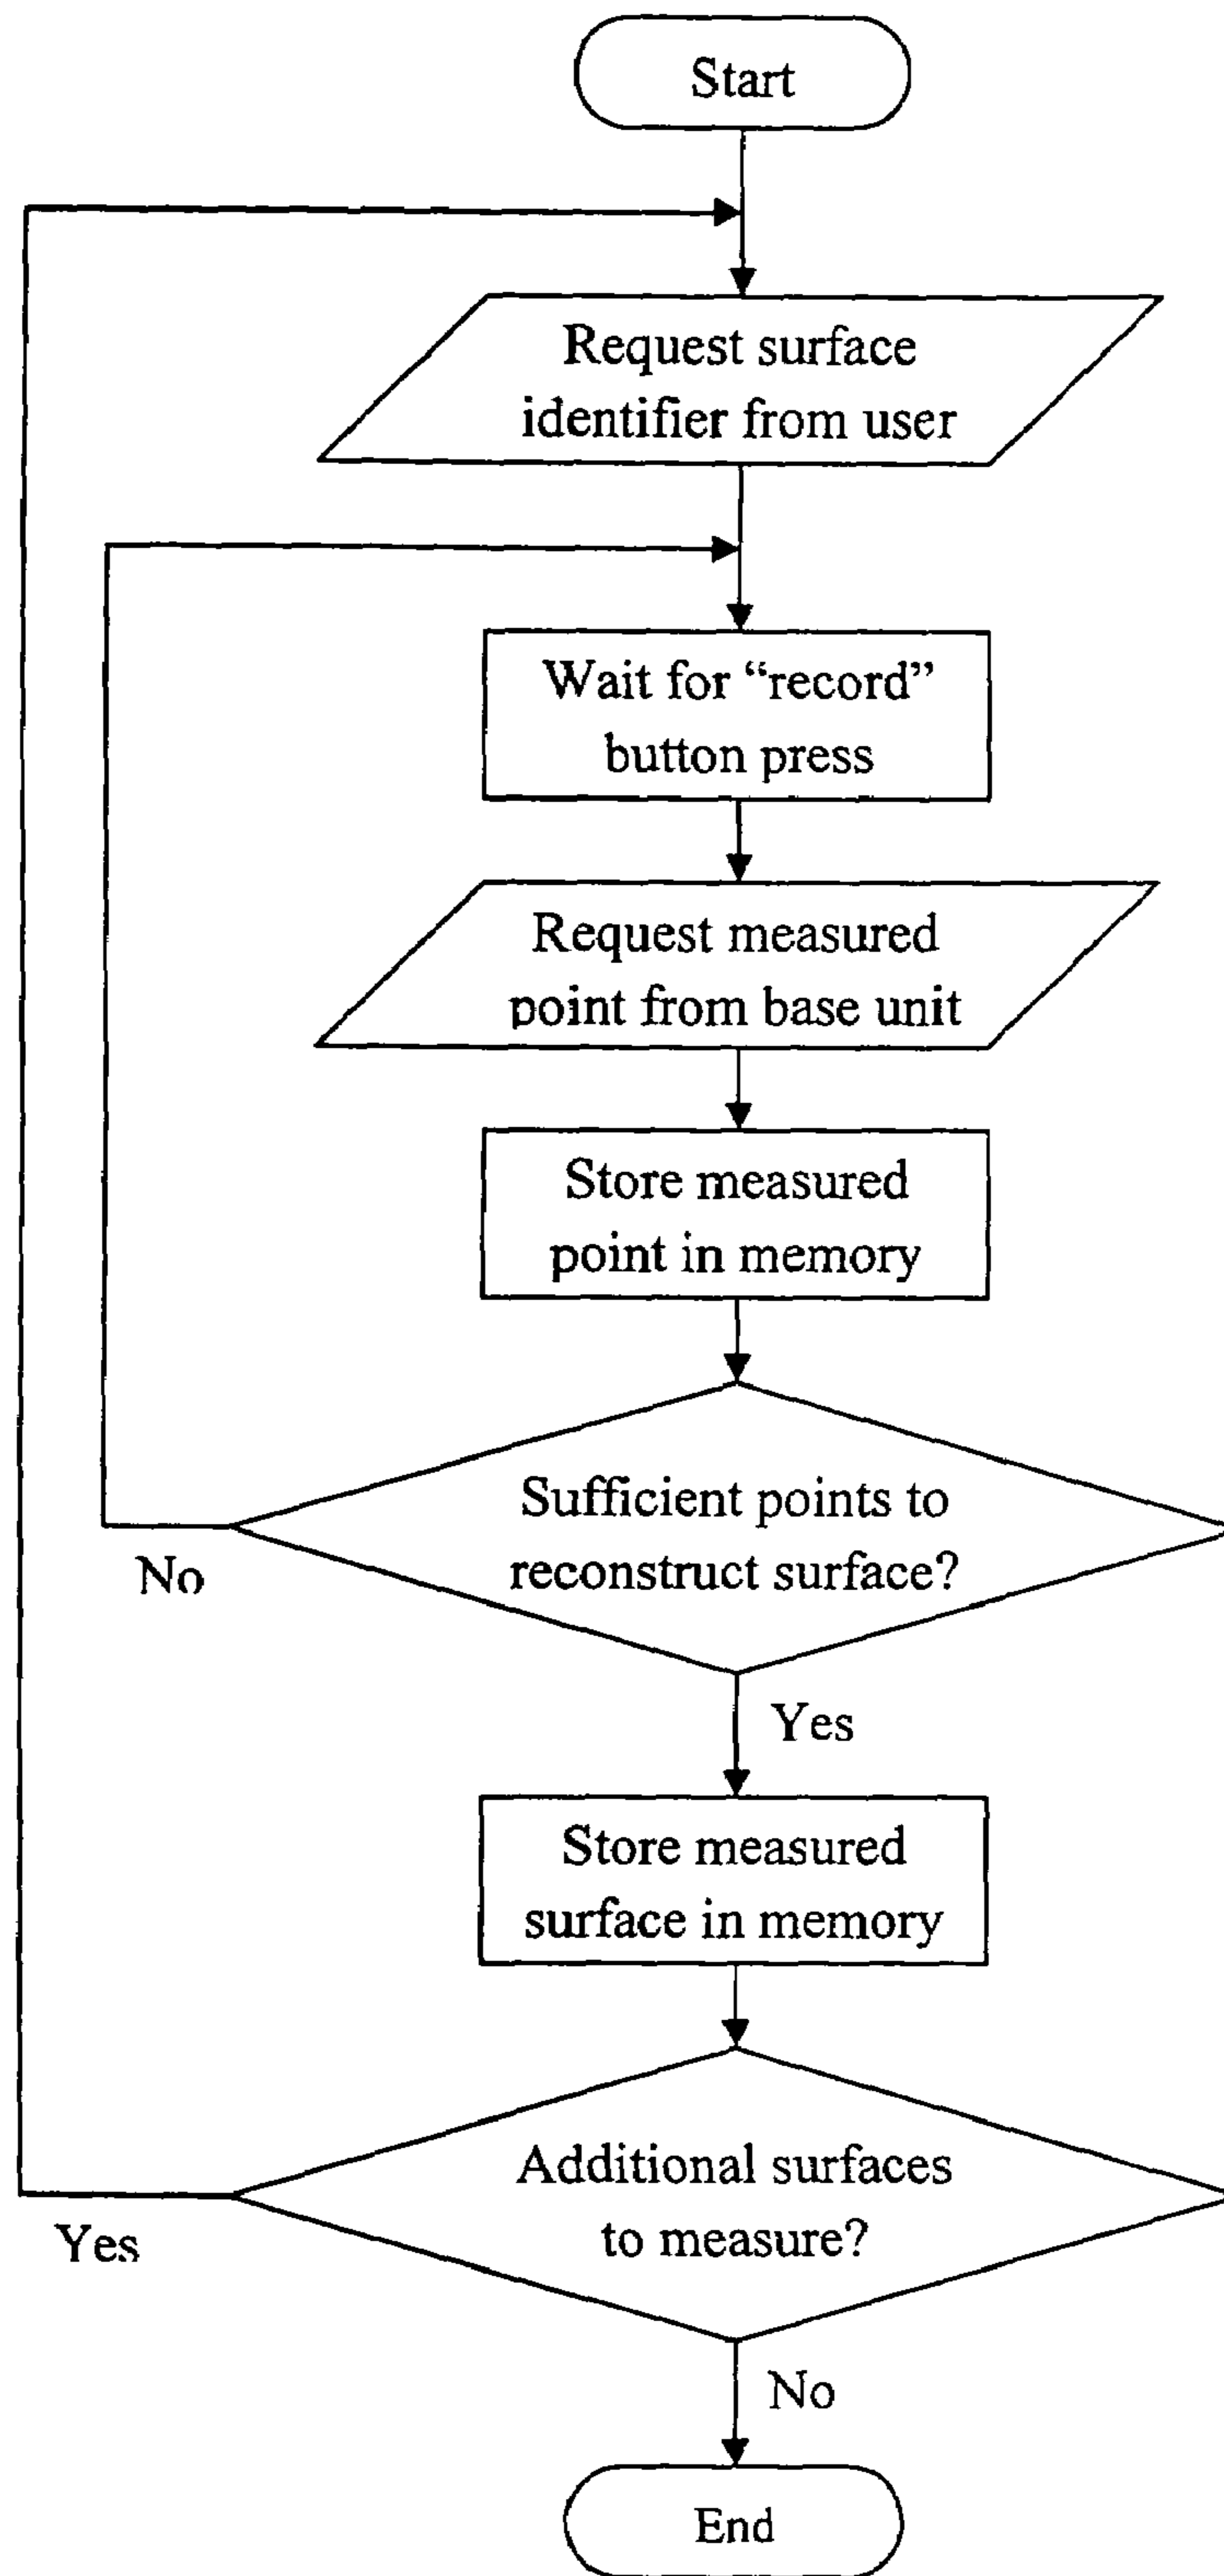 Start
Request surface
identifier from user
Wait for “record”
button press
Request measured
point from base unit
Store measured
point in memory
Sufficient points to
reconstruct surface?
No
Yes
Store measured
surface in memory
Additional surfaces
to measure?
Yes
No
End